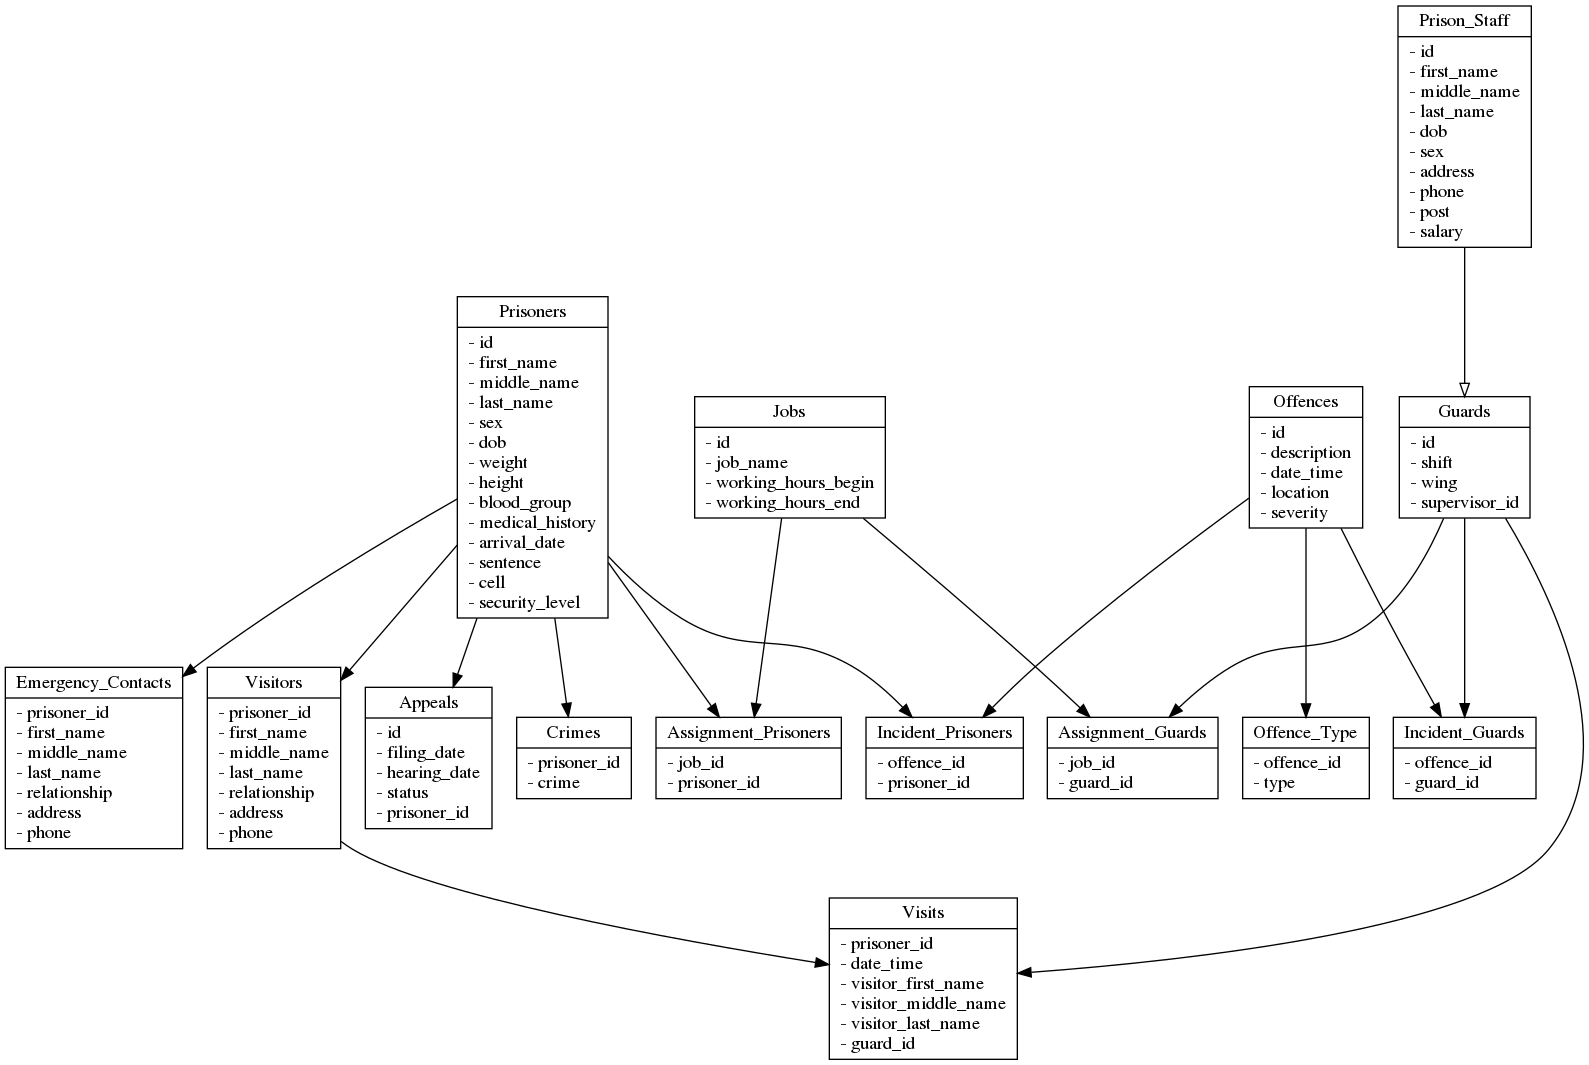 Prison_Staff
- id
- first_name
- middle_name
- last_name
- dob
- sex
- address
- phone
- post
- salary
Prisoners
- id
- first_name
- middle_name
- last_name
- sex
- dob
- weight
- height
- blood_group
- medical_history
- arrival_date
- sentence
- cell
- security_level
Jobs
- id
- job_name
- working_hours_begin
- working_hours_end
Offences
- id
- description
- date_time
- location
- severity
Guards
- id
- shift
- wing
- supervisor_id
Emergency_Contacts
- prisoner_id
- first_name
- middle_name
- last_name
- relationship
- address
- phone
Visitors
- prisoner_id
- first_name
- middle_name
- last_name
- relationship
- address
- phone
Appeals
- id
- filing_date
- hearing_date
- status
- prisoner_id
Crimes
- prisoner_id
- crime
Assignment_Prisoners
- job_id
- prisoner_id
Incident_Prisoners
- offence_id
- prisoner_id
Assignment_Guards
- job_id
- guard_id
Offence_Type
- offence_id
- type
Incident_Guards
- offence_id
- guard_id
Visits
- prisoner_id
- date_time
- visitor_first_name
- visitor_middle_name
- visitor_last_name
- guard_id